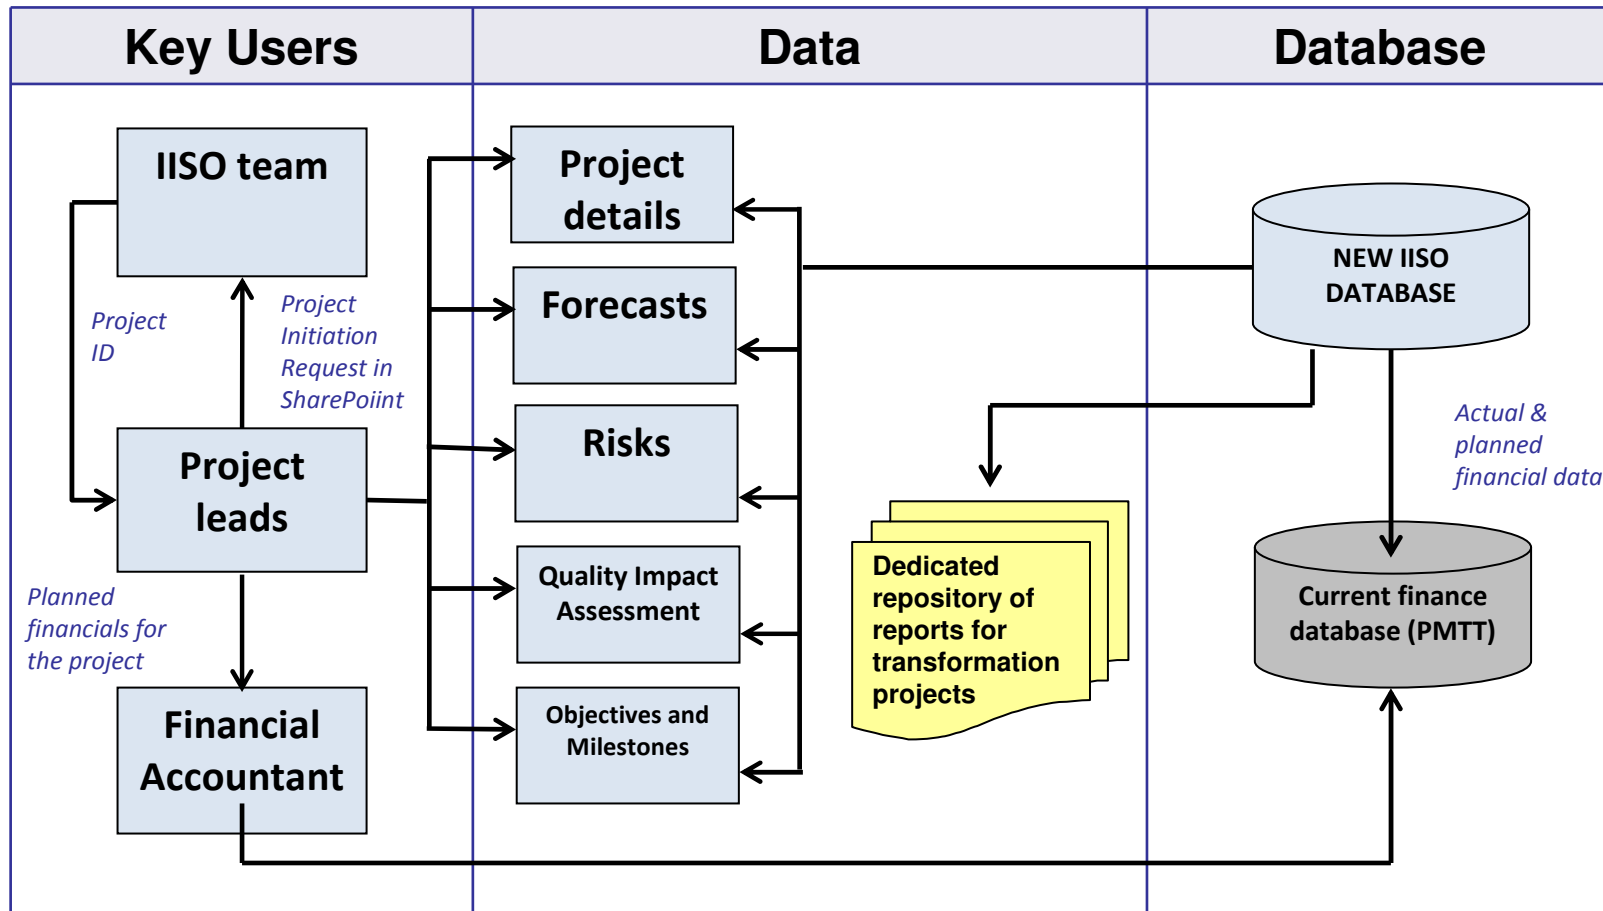 Key Users
Data
Database
IISO team
Project
ID
Project
Initiation
Request in
SharePoiint
Project
leads
Planned
financials for
the project
Financial
Accountant
Project
details
Forecasts
Risks
Quality Impact
Assessment
Objectives and
Milestones
Dedicated
repository of
reports for
transformation
projects
NEW IISO
DATABASE
Actual &
planned
financial data
Current finance
database (PMTT)